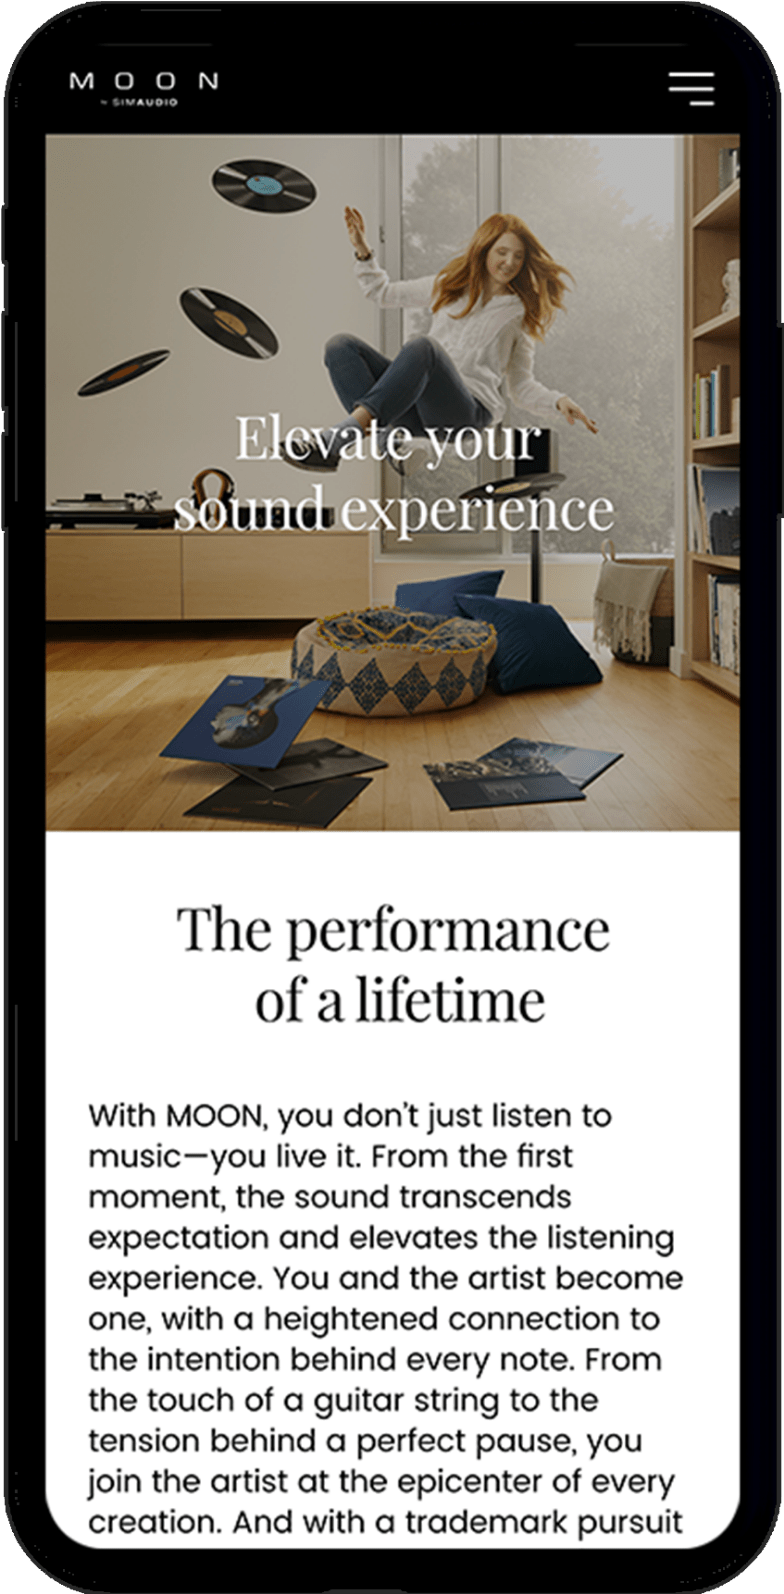 MOON
by SIMAUDIO
Elevate your
sound experience
The performance
of a lifetime
With MOON, you don't just listen to
music—you live it. From the first
moment, the sound transcends
expectation and elevates the listening
experience. You and the artist become
one, with a heightened connection to
the intention behind every note. From
the touch of a guitar string to the
tension behind a perfect pause, you
join the artist at the epicenter of every
creation. And with a trademark pursuit